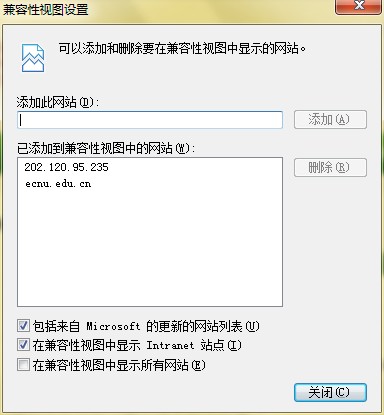 兼容性视图设置
可以添加和删除要在兼容性视图中显示的网站。
添加此网站(D):
添加(A)
已添加到兼容性视图中的网站(W):
202.120.95.235
删除(R)
ecnu.edu.cn
包括来自 Microsoft 的更新的网站列表(U)
在兼容性视图中显示 Intranet 站点(I)
在兼容性视图中显示所有网站(E)
关闭(C)